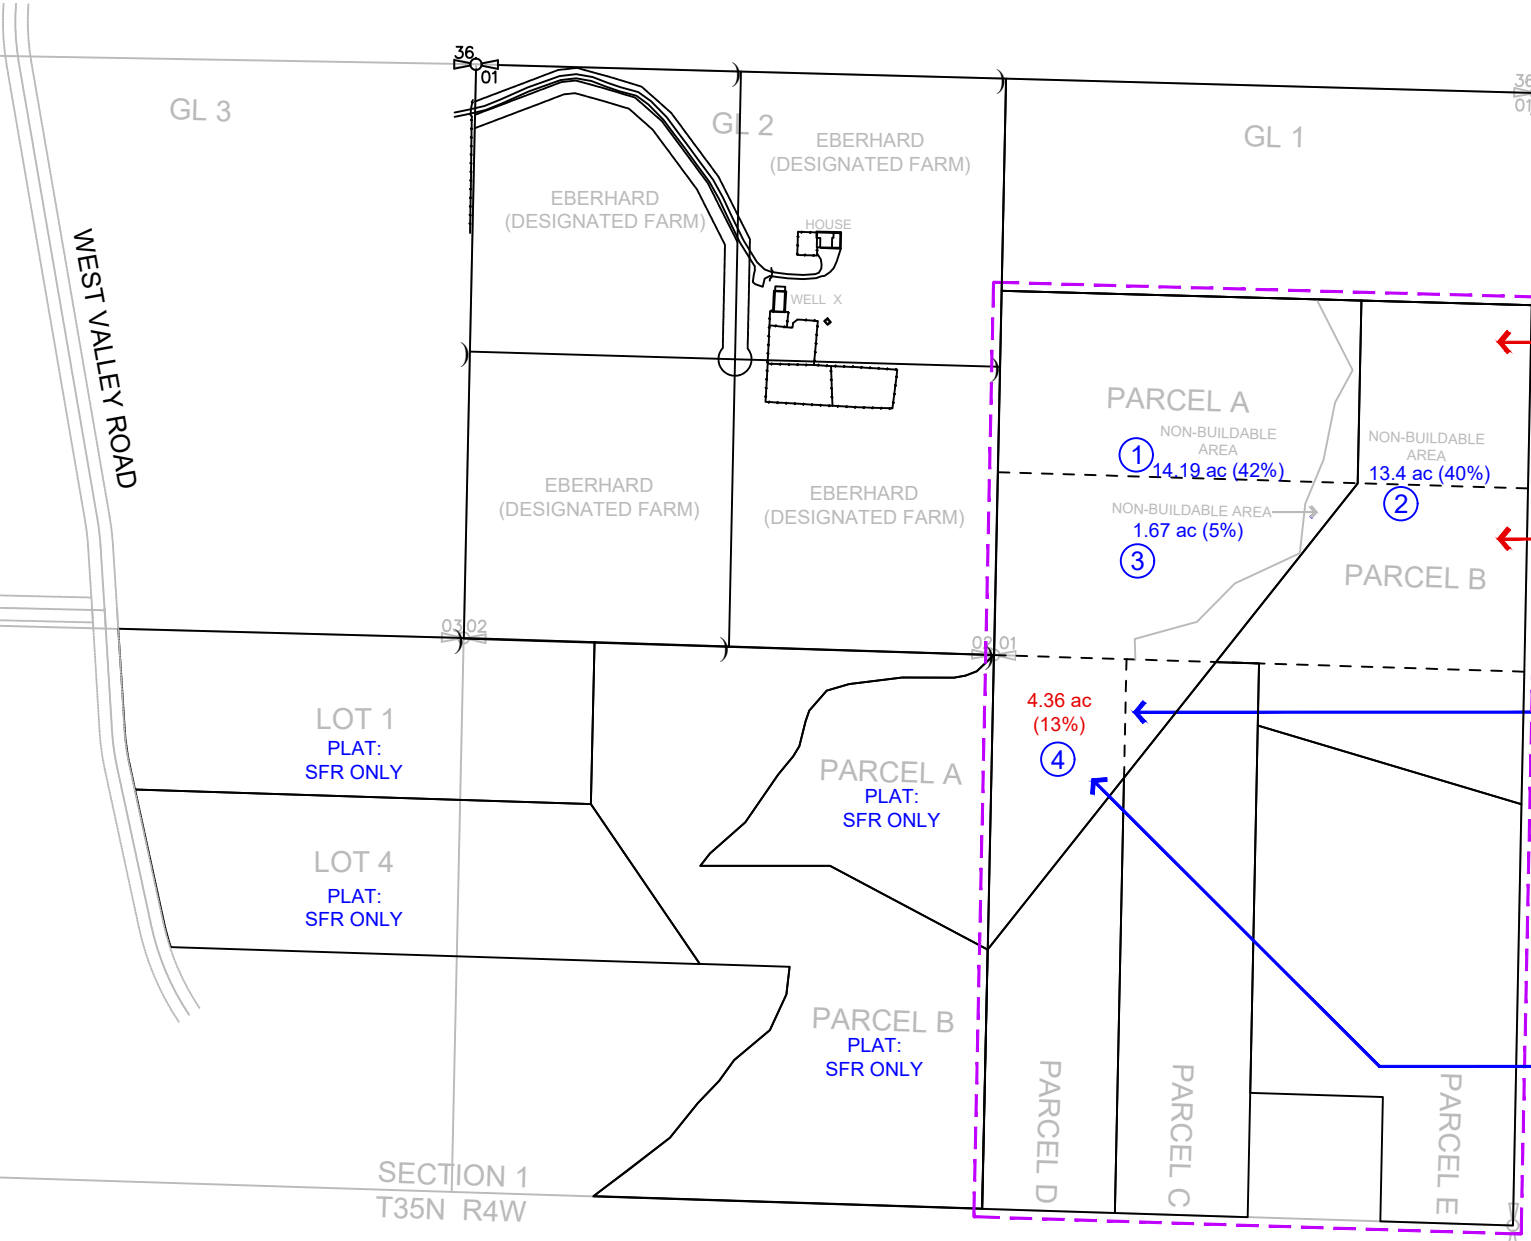 36
01
36
01
GL 3
GL 2
GL 1
EBERHARD
(DESIGNATED FARM)
EBERHARD
(DESIGNATED FARM)
HOUSE
WELL X
WEST VALLEY ROAD
PARCEL A
NON-BUILDABLE
AREA
1
14.19 ac (42%)
NON-BUILDABLE
AREA
13.4 ac (40%)
2
NON-BUILDABLE AREA
1.67 ac (5%)
3
PARCEL B
EBERHARD
(DESIGNATED FARM)
EBERHARD
(DESIGNATED FARM)
03 02
02 01
4.36 ac
(13%)
4
LOT 1
PLAT:
SFR ONLY
PARCEL A
PLAT:
SFR ONLY
LOT 4
PLAT:
SFR ONLY
PARCEL B
PLAT:
SFR ONLY
PARCEL D
PARCEL C
PARCEL E
SECTION 1
T35N R4W